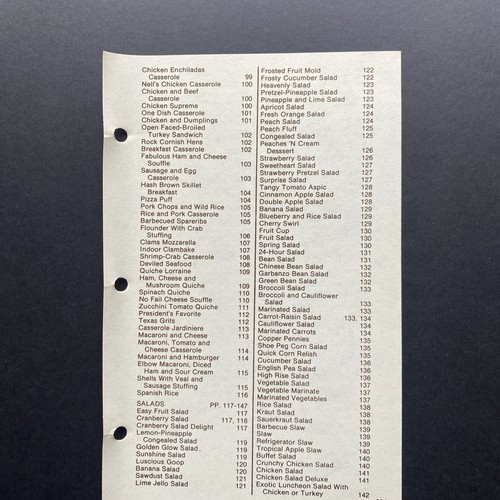 Chicken Enchiladas
Casserole 99
Nell's Chicken Casserole 100
Chicken and Beef
Casserole 100
Chicken Supreme 100
One Dish Casserole 101
Chicken and Dumplings 101
Open Faced-Broiled
Turkey Sandwich 102
Rock Cornish Hens 102
Breakfast Casserole 102
Fabulous Ham and Cheese
Souffle 103
Sausage and Egg
Casserole 103
Hash Brown Skillet
Breakfast 104
Pizza Puff 104
Pork Chops and Wild Rice 105
Rice and Pork Casserole 105
Barbecued Spareribs 105
Flounder With Crab
Stuffing 106
Clams Mozzarella 107
Indoor Clambake 107
Shrimp-Crab Casserole 108
Deviled Seafood 108
Quiche Lorraine 109
Ham, Cheese and
Mushroom Quiche 109
Spinach Quiche 110
No Fail Cheese Souffle 110
Zucchini Tomato Quiche 111
President's Favorite 112
Texas Grits 112
Casserole Jardiniere 113
Macaroni and Cheese 113
Macaroni, Tomato and
Cheese Casserole 114
Macaroni and Hamburger 114
Elbow Macaroni, Diced
Ham and Sour Cream 115
Shells With Veal and
Sausage Stuffing 115
Spanish Rice 116
SALADS PP. 117-147
Easy Fruit Salad 117
Cranberry Salad 117, 118
Cranberry Salad Delight 117
Lemon-Pineapple
Congealed Salad 119
Golden Glow Salad. 119
Sunshine Salad 119
Luscious Goop 120
Banana Salad 120
Sawdust Salad 121
Lime Jello Salad 121
Frosted Fruit Mold 122
Frosty Cucumber Salad 122
Heavenly Salad 123
Pretzel-Pineapple Salad 123
Pineapple and Lime Salad 123
Apricot Salad 124
Fresh Orange Salad 124
Peach Salad 124
Peach Fluff 125
Congealed Salad 125
Peaches 'N Cream
Desssert 126
Strawberry Salad 126
Sweetheart Salad 127
Strawberry Pretzel Salad 127
Surprise Salad 127
Tangy Tomato Aspic 128
Cinnamon Apple Salad 128
Double Apple Salad 128
Banana Salad 129
Blueberry and Rice Salad 129
Cherry Swirl 129
Fruit Cup 130
Fruit Salad 130
Spring Salad 130
24-Hour Salad 131
Bean Salad 131
Chinese Bean Salad 132
Garbanzo Bean Salad 132
Green Bean Salad 132
Broccoli Salad 133
Broccoli and Cauliflower
Salad 133
Marinated Salad 133
Carrot-Raisin Salad 133, 134
Cauliflower Salad 134
Marinated Carrots 134
Copper Pennies 135
Shoe Peg Corn Salad 135
Quick Corn Relish 135
Cucumber Salad 136
English Pea Salad 136
High Rise Salad 136
Vegetable Salad 137
Vegetable Marinate 137
Marinated Vegetables 137
Rice Salad 138
Kraut Salad 138
Sauerkraut Salad 138
Barbecue Slaw 139
Slaw 139
Refrigerator Slaw 139
Tropical Apple Slaw 140
Buffet Salad 140
Crunchy Chicken Salad 140
Chicken Salad 141
Chicken Salad Deluxe 141
Exotic Luncheon Salad With
Chicken or Turkey 142